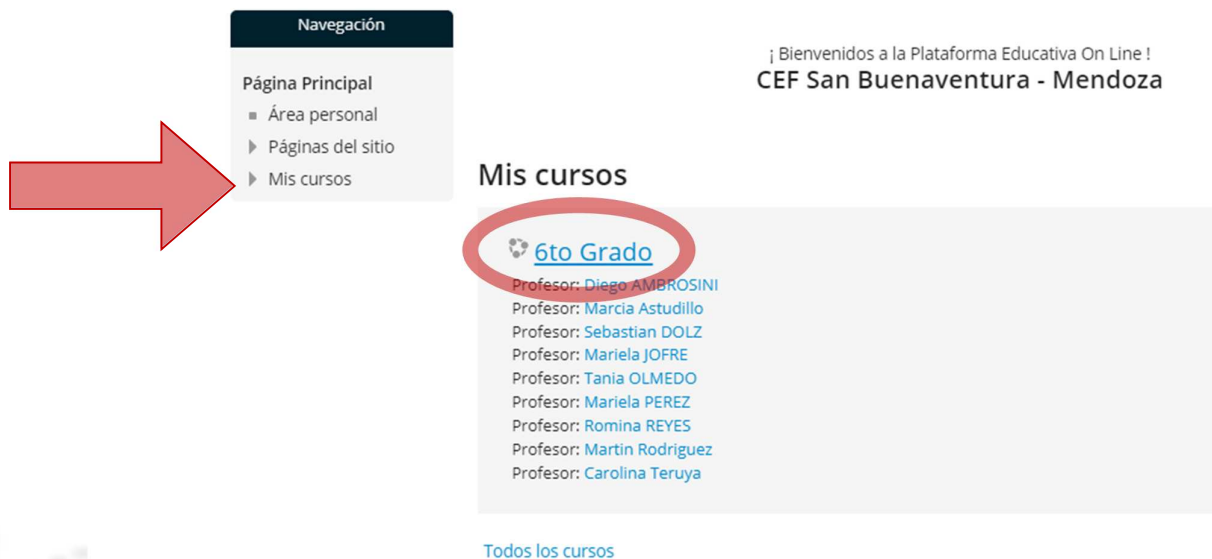 Navegación
Página Principal
Área personal
Páginas del sitio
Mis cursos
¡ Bienvenidos a la Plataforma Educativa On Line !
CEF San Buenaventura - Mendoza
Mis cursos
6to Grado
Profesor: Diego AMBROSINI
Profesor: Marcia Astudillo
Profesor: Sebastian DOLZ
Profesor: Mariela JOFRE
Profesor: Tania OLMEDO
Profesor: Mariela PEREZ
Profesor: Romina REYES
Profesor: Martin Rodriguez
Profesor: Carolina Teruya
Todos los cursos